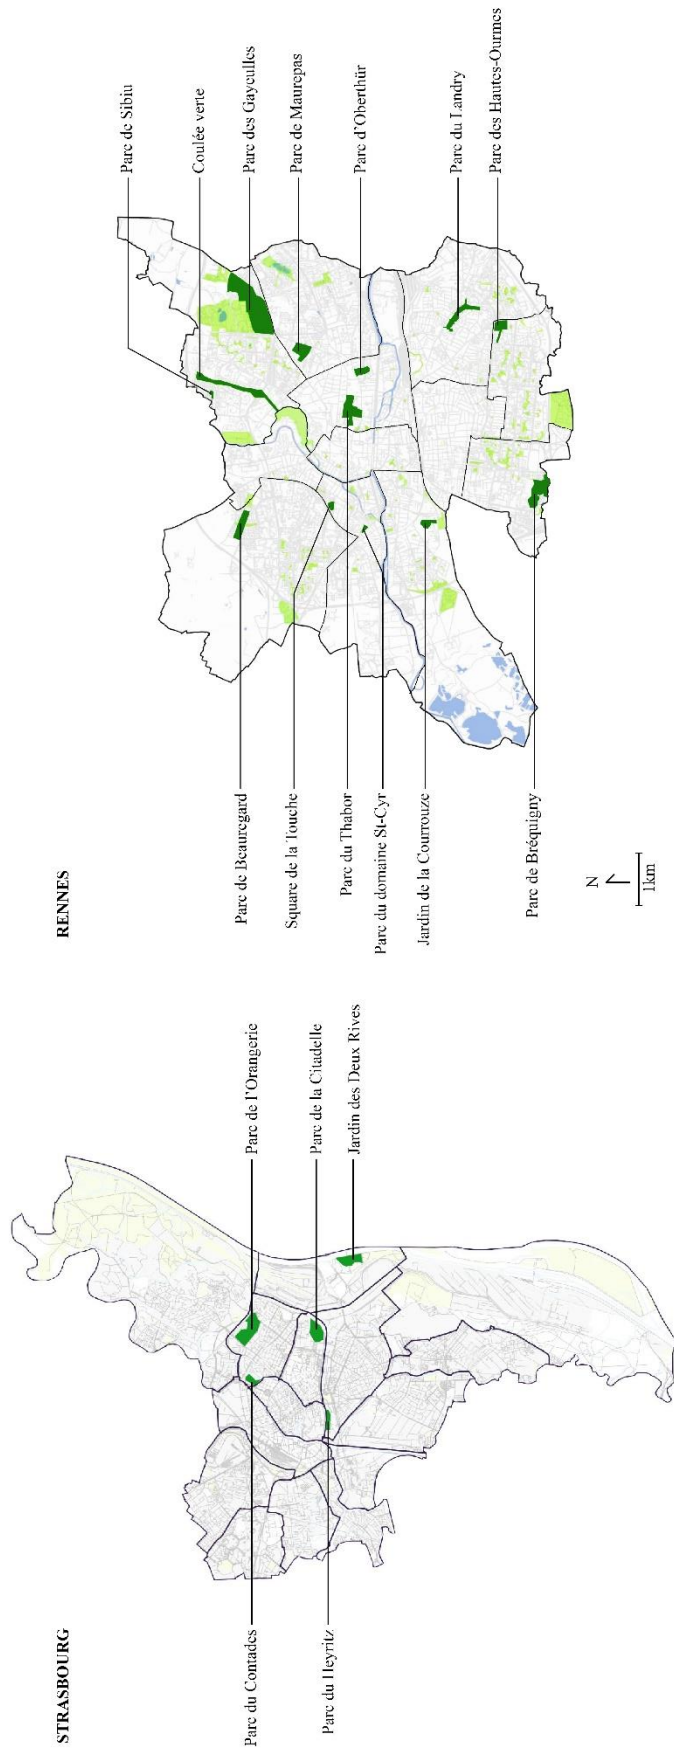 STRASBOURG
Parc du Contades
Parc du Heyritz
Parc de l'Orangerie
Parc de la Citadelle
Jardin des Deux Rives
RENNES
Parc de Beauregard
Square de la Touche
Parc du Thabor
Parc du domaine St-Cyr
Jardin de la Courrouze
Parc de Bréquigny
N
1km
Parc de Sibiu
Coulée verte
Parc des Gayeulles
Parc de Maurepas
Parc d'Oberthür
Parc du Landry
Parc des Hautes-Ourmes